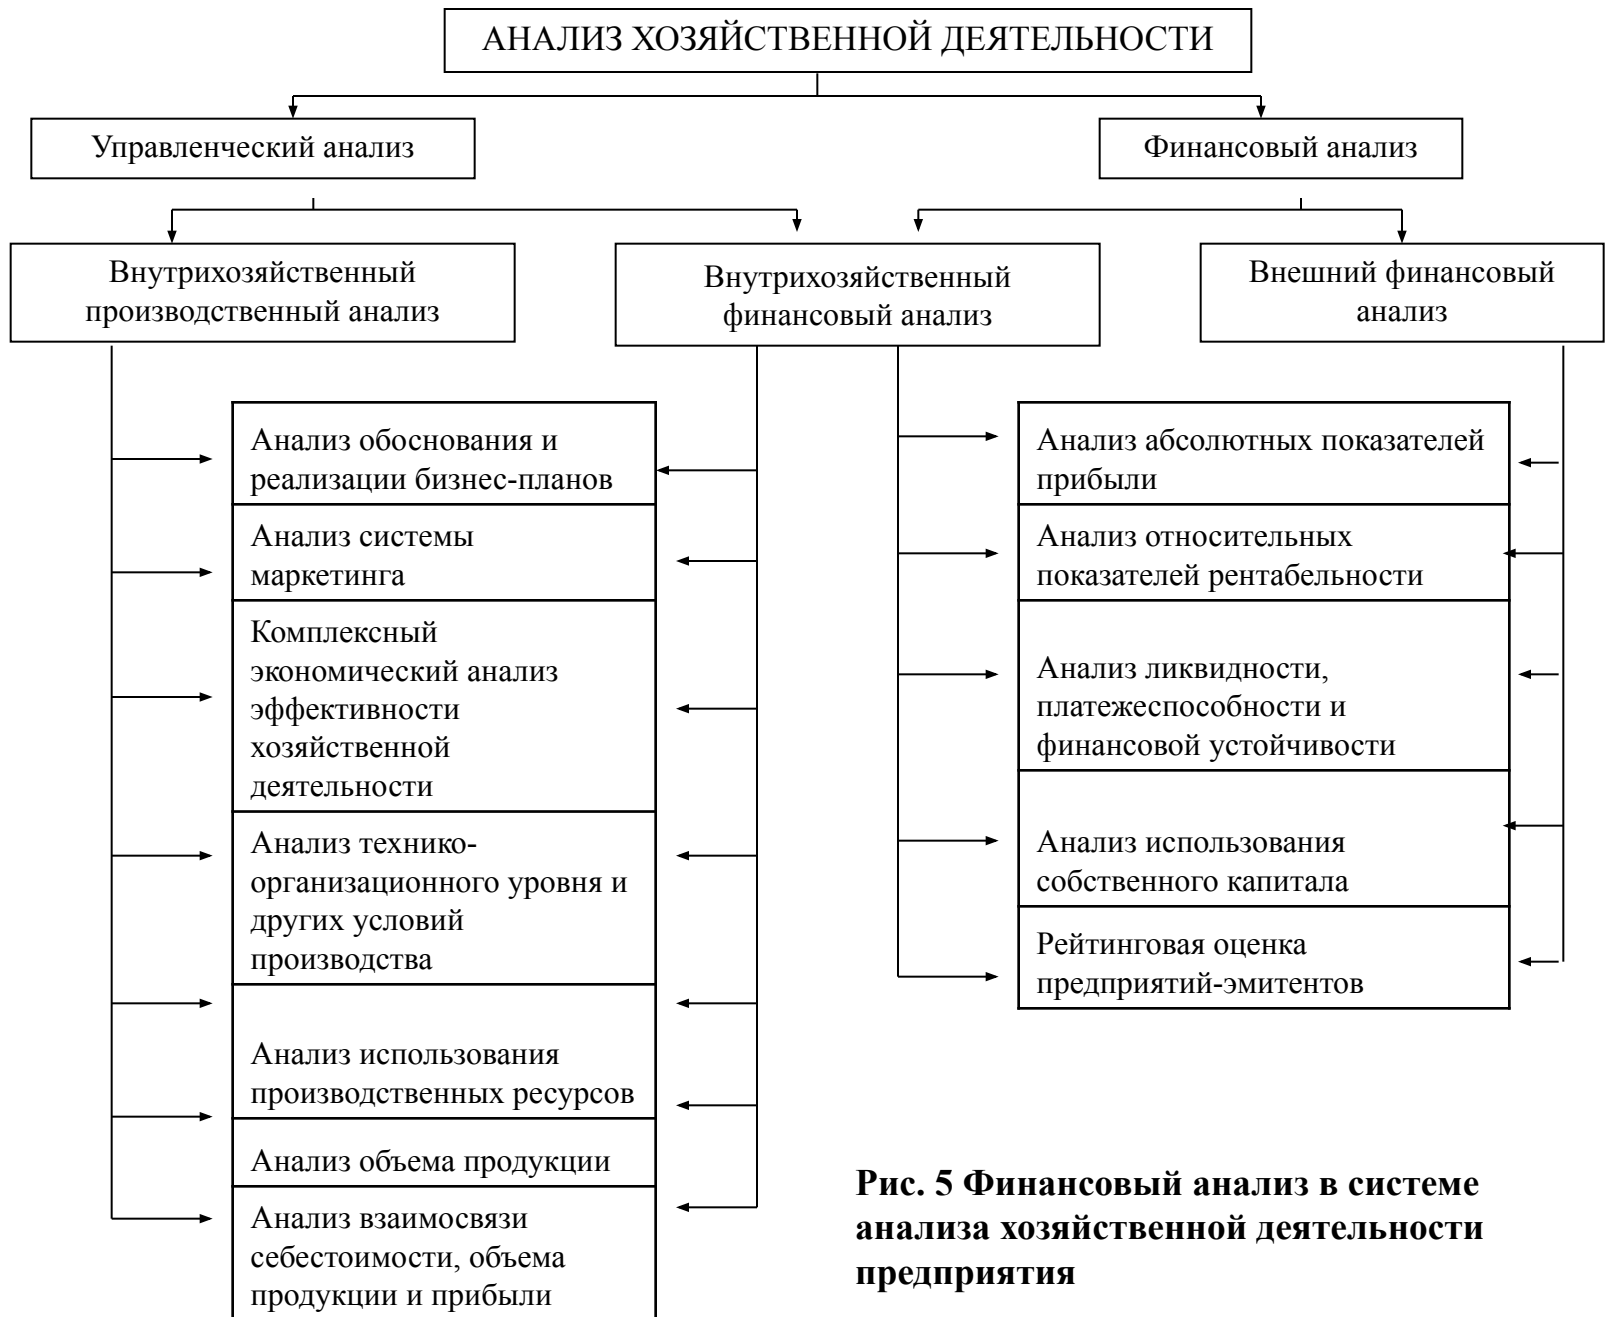 АНАЛИЗ ХОЗЯЙСТВЕННОЙ ДЕЯТЕЛЬНОСТИ
Управленческий анализ
Финансовый анализ
Внутрихозяйственный
производственный анализ
Внутрихозяйственный
финансовый анализ
Внешний финансовый
анализ
Анализ обоснования и
реализации бизнес-планов
Анализ системы
маркетинга
Комплексный
экономический анализ
эффективности
хозяйственной
деятельности
Анализ технико-
организационного уровня и
других условий
производства
Анализ использования
производственных ресурсов
Анализ объема продукции
Анализ взаимосвязи
себестоимости, объема
продукции и прибыли
Анализ абсолютных показателей
прибыли
Анализ относительных
показателей рентабельности
Анализ ликвидности,
платежеспособности и
финансовой устойчивости
Анализ использования
собственного капитала
Рейтинговая оценка
предприятий-эмитентов
Рис. 5 Финансовый анализ в системе
анализа хозяйственной деятельности
предприятия